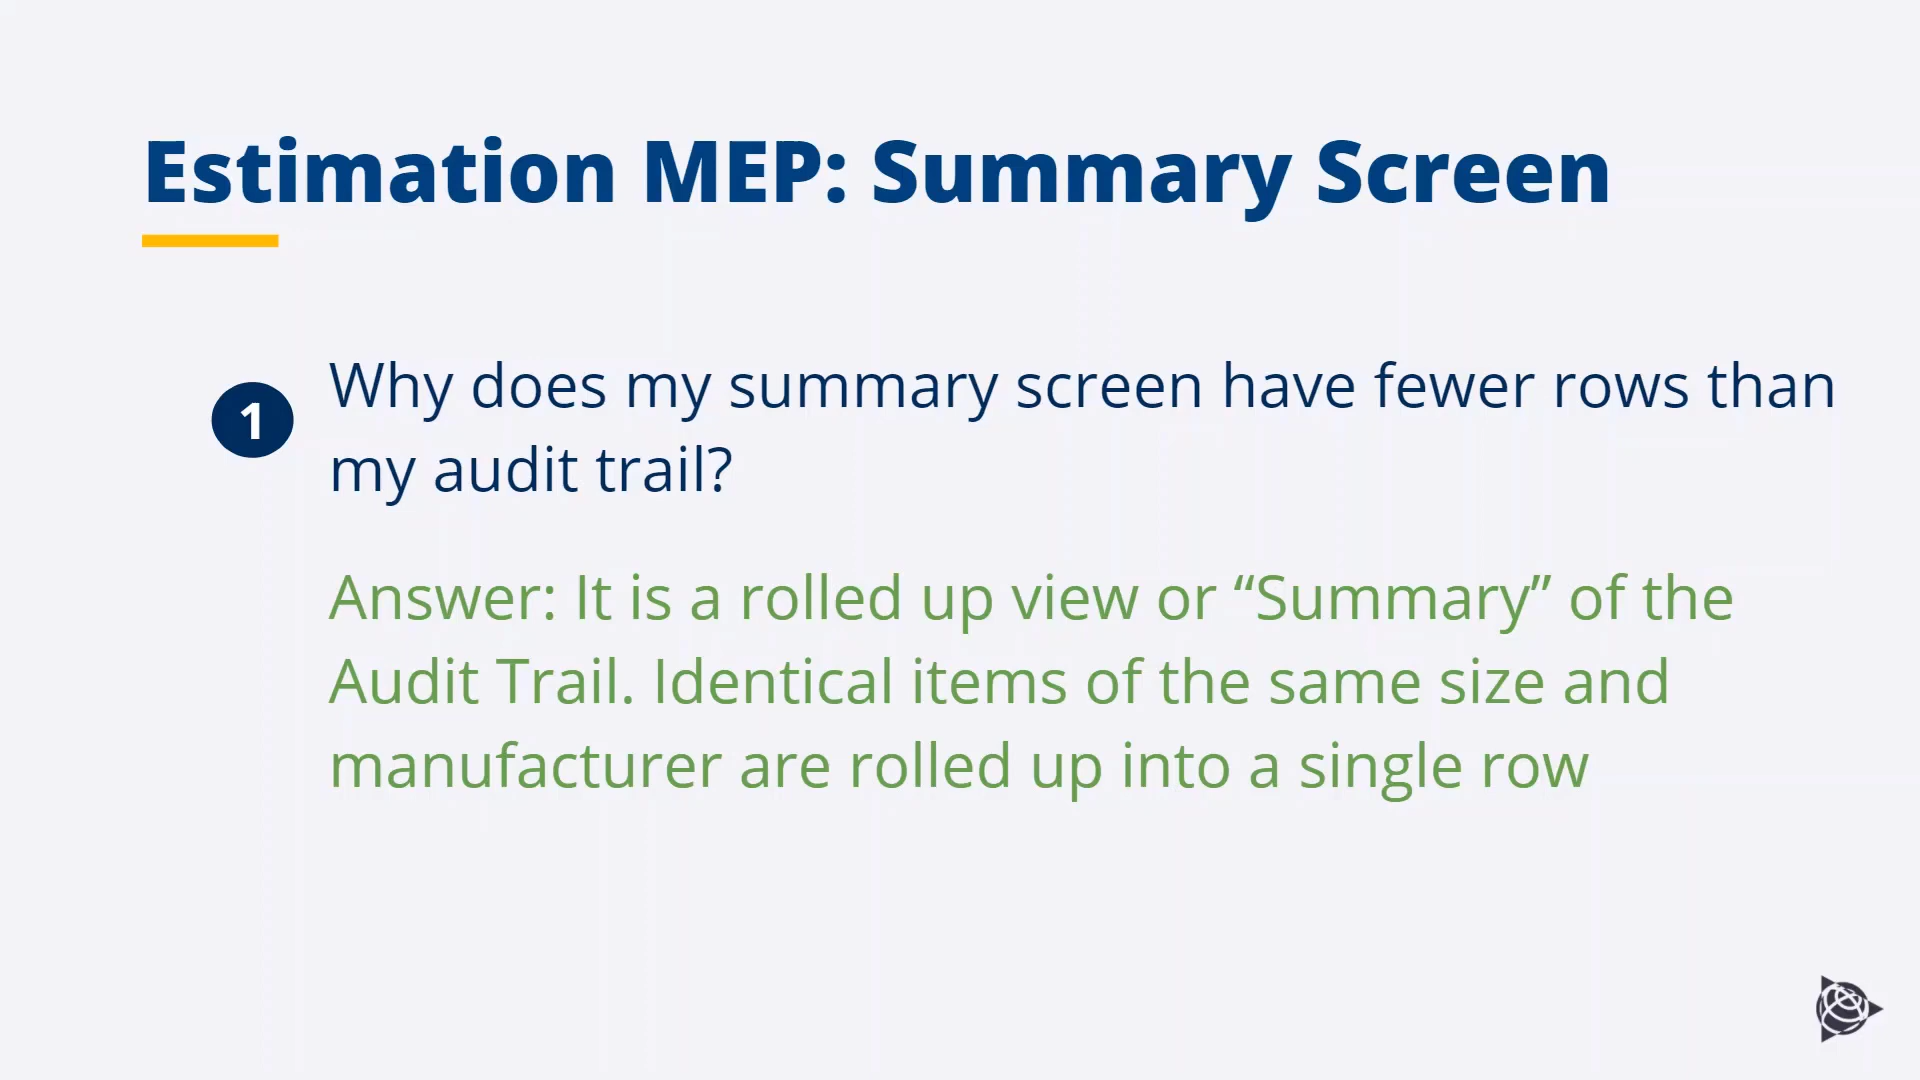 Estimation MEP: Summary Screen
1
Why does my summary screen have fewer rows than
my audit trail?
Answer: It is a rolled up view or “Summary” of the
Audit Trail. Identical items of the same size and
manufacturer are rolled up into a single row